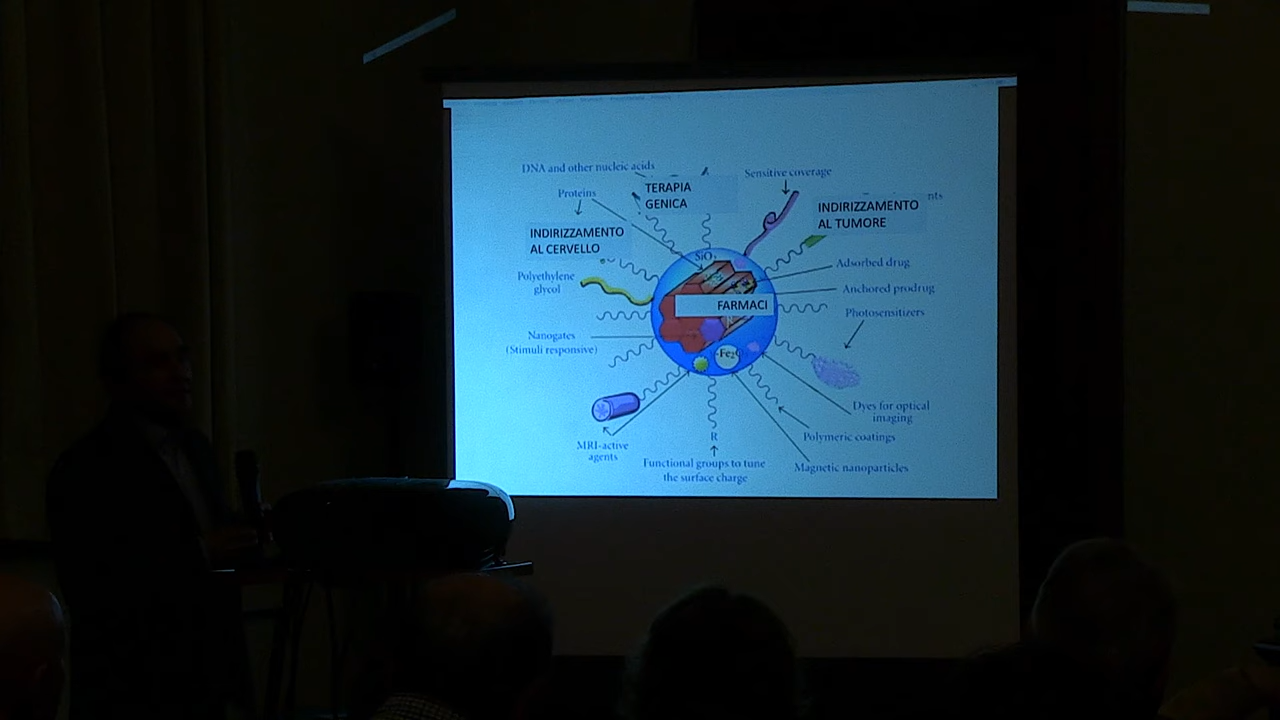 DNA and other nucleic acids
Sensitive coverage
Proteins
TERAPIA
GENICA
nts
INDIRIZZAMENTO
AL TUMORE
INDIRIZZAMENTO
AL CERVELLO
SiO₂
Adsorbed drug
Polyethylene
glycol
Anchored prodrug
FARMACI
Photosensitizers
Nanogates
(Stimuli responsive)
Dyes for optical
imaging
Polymeric coatings
MRI-active
agents
R
Functional groups to tune
the surface charge
Magnetic nanoparticles